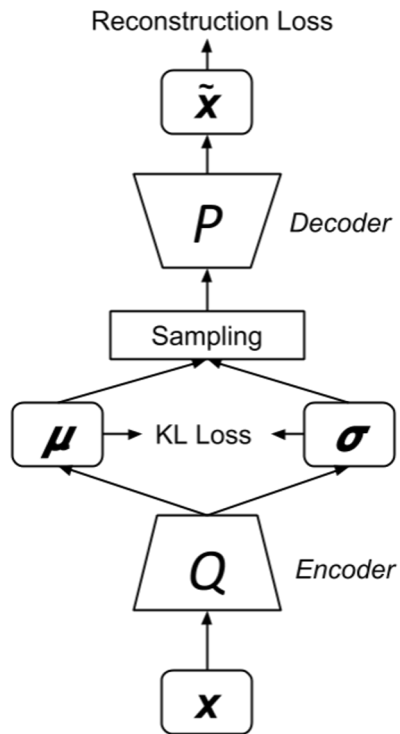 Reconstruction Loss
x̃
P
Decoder
Sampling
μ
KL Loss
σ
Q
Encoder
x